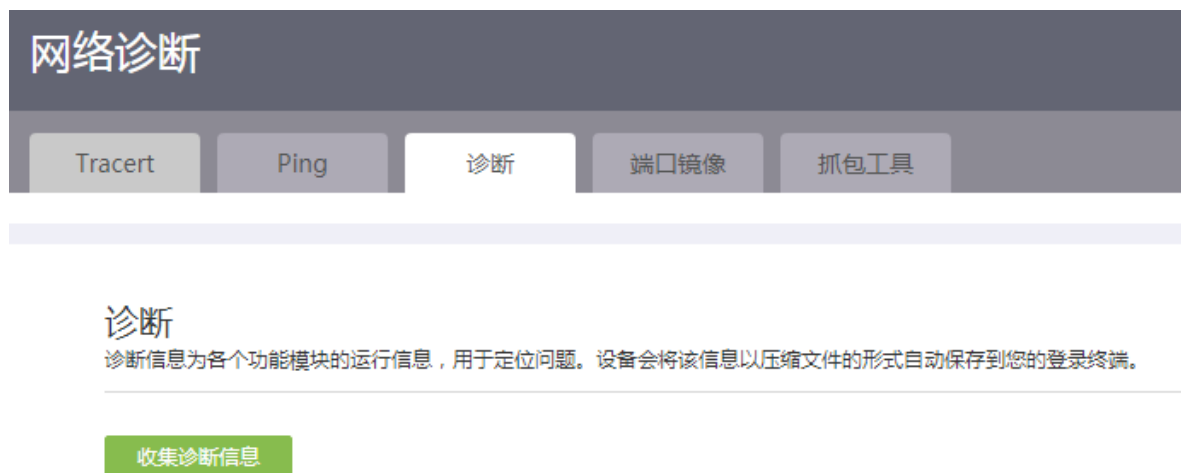 网络诊断
Tracert Ping 诊断 端口镜像 抓包工具
诊断
诊断信息为各个功能模块的运行信息，用于定位问题。设备会将该信息以压缩文件的形式自动保存到您的登录终端。
收集诊断信息